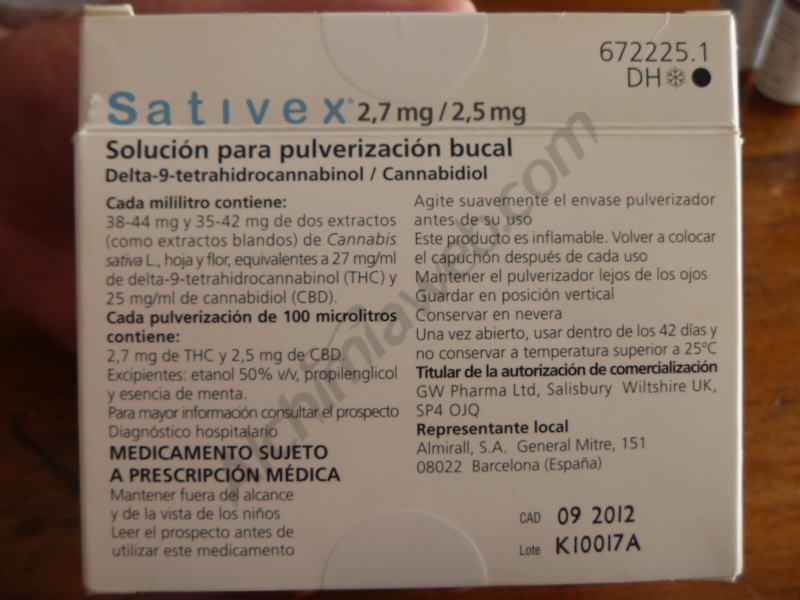 672225.1
DH
Sativex® 2,7 mg / 2,5 mg
Solución para pulverización bucal
Delta-9-tetrahidrocannabinol / Cannabidiol
Cada mililitro contiene:
38-44 mg y 35-42 mg de dos extractos
(como extractos blandos) de Cannabis
sativa L., hoja y flor, equivalentes a 27 mg/ml
de delta-9-tetrahidrocannabinol (THC) y
25 mg/ml de cannabidiol (CBD).
Cada pulverización de 100 microlitros
contiene:
2,7 mg de THC y 2,5 mg de CBD.
Excipientes: etanol 50% v/v, propilenglicol
y esencia de menta.
Para mayor información consultar el prospecto
Diagnóstico hospitalario
MEDICAMENTO SUJETO
A PRESCRIPCIÓN MÉDICA
Mantener fuera del alcance
y de la vista de los niños
Leer el prospecto antes de
utilizar este medicamento
Agite suavemente el envase pulverizador
antes de su uso
Este producto es inflamable. Volver a colocar
el capuchón después de cada uso
Mantener el pulverizador lejos de los ojos
Guardar en posición vertical
Conservar en nevera
Una vez abierto, usar dentro de los 42 días y
no conservar a temperatura superior a 25ºC
Titular de la autorización de comercialización
GW Pharma Ltd, Salisbury Wiltshire UK,
SP4 OJQ
Representante local
Almirall, S.A. General Mitre, 151
08022 Barcelona (España)
CAD 09 2012
Lote K10017A
Alchimiaweb.com